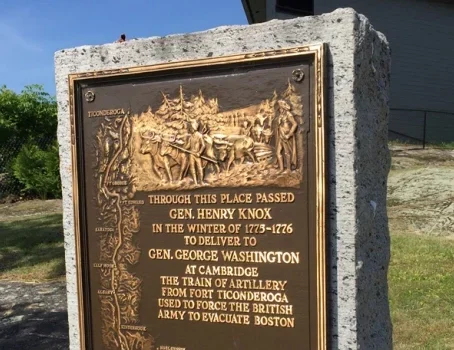 TICONDEROGA
THROUGH THIS PLACE PASSED
GEN. HENRY KNOX
IN THE WINTER OF 1775-1776
TO DELIVER TO
GEN. GEORGE WASHINGTON
AT CAMBRIDGE
THE TRAIN OF ARTILLERY
FROM FORT TICONDEROGA
USED TO FORCE THE BRITISH
ARMY TO EVACUATE BOSTON